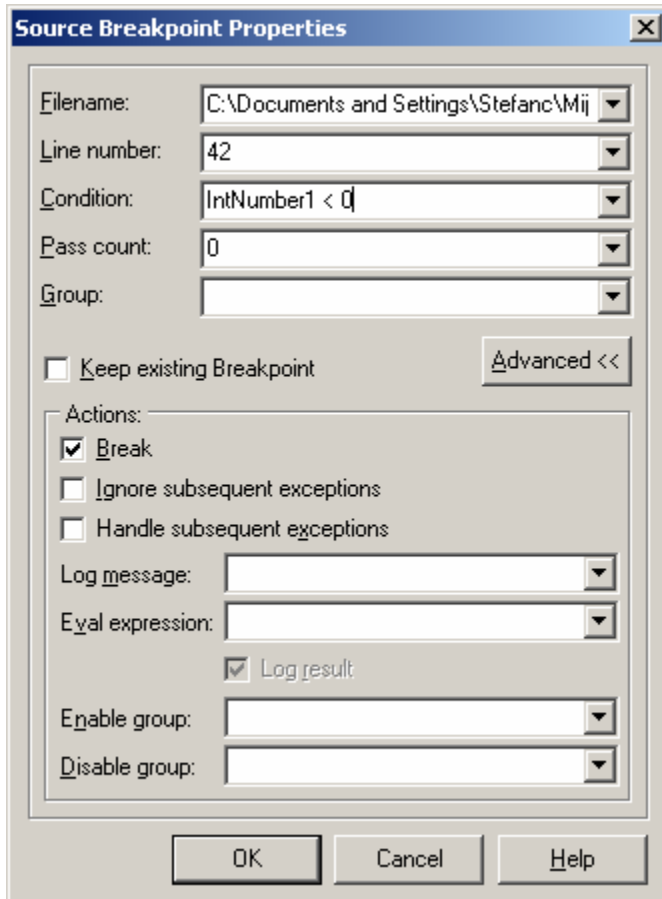 Source Breakpoint Properties
Filename: C:\Documents and Settings\Stefanc\Mij
Line number: 42
Condition: IntNumber1 < 0
Pass count: 0
Group:
Keep existing Breakpoint Advanced <<
Actions:
Break
Ignore subsequent exceptions
Handle subsequent exceptions
Log message:
Eval expression:
Log result
Enable group:
Disable group:
OK Cancel Help